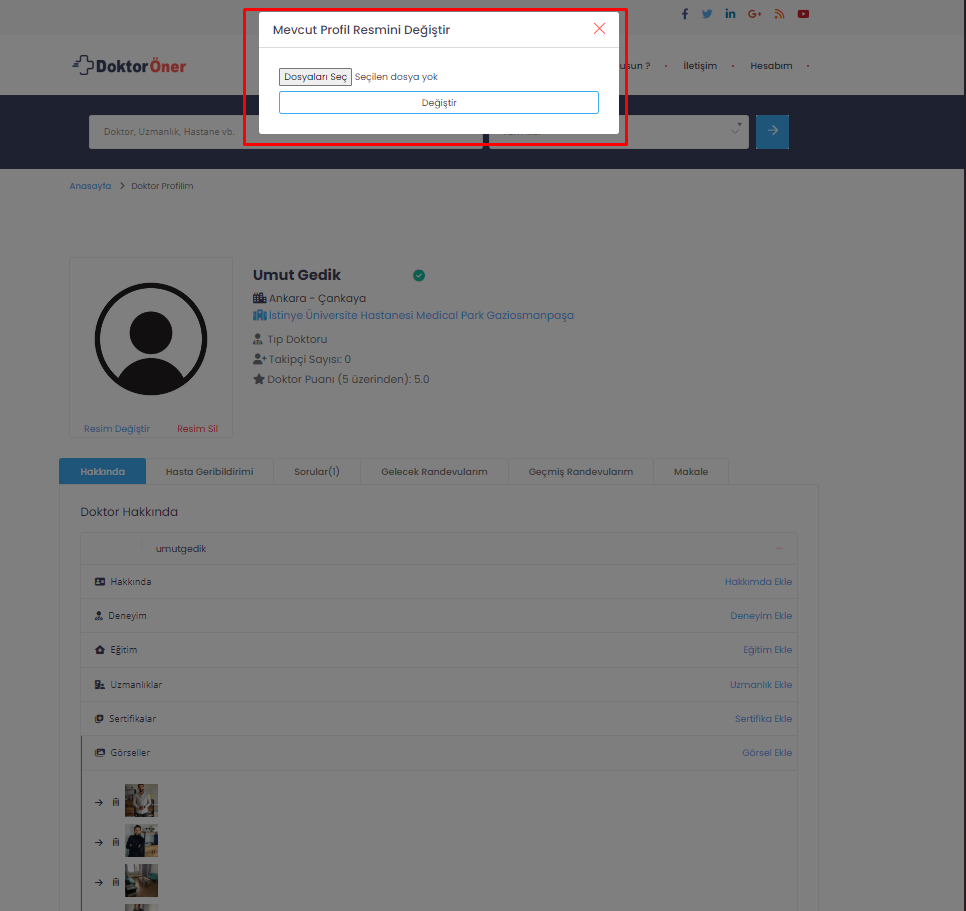 Mevcut Profil Resmini Değiştir
Dosyaları Seç Seçilen dosya yok
Değiştir
DoktorÖner
İletişim
Hesabım
Doktor, Uzmanlık, Hastane vb.
Anasayfa > Doktor Profilim
Umut Gedik
Ankara - Çankaya
İstinye Üniversite Hastanesi Medical Park Gaziosmanpaşa
Tıp Doktoru
Takipçi Sayısı: 0
Doktor Puanı (5 üzerinden): 5.0
Resim Değiştir Resim Sil
Hakkında Hasta Geribildirimi Sorular(1) Gelecek Randevularım Geçmiş Randevularım Makale
Doktor Hakkında
umutgedik
Hakkında Hakkımda Ekle
Deneyim Deneyim Ekle
Eğitim Eğitim Ekle
Uzmanlıklar Uzmanlık Ekle
Sertifikalar Sertifika Ekle
Görseller Görsel Ekle